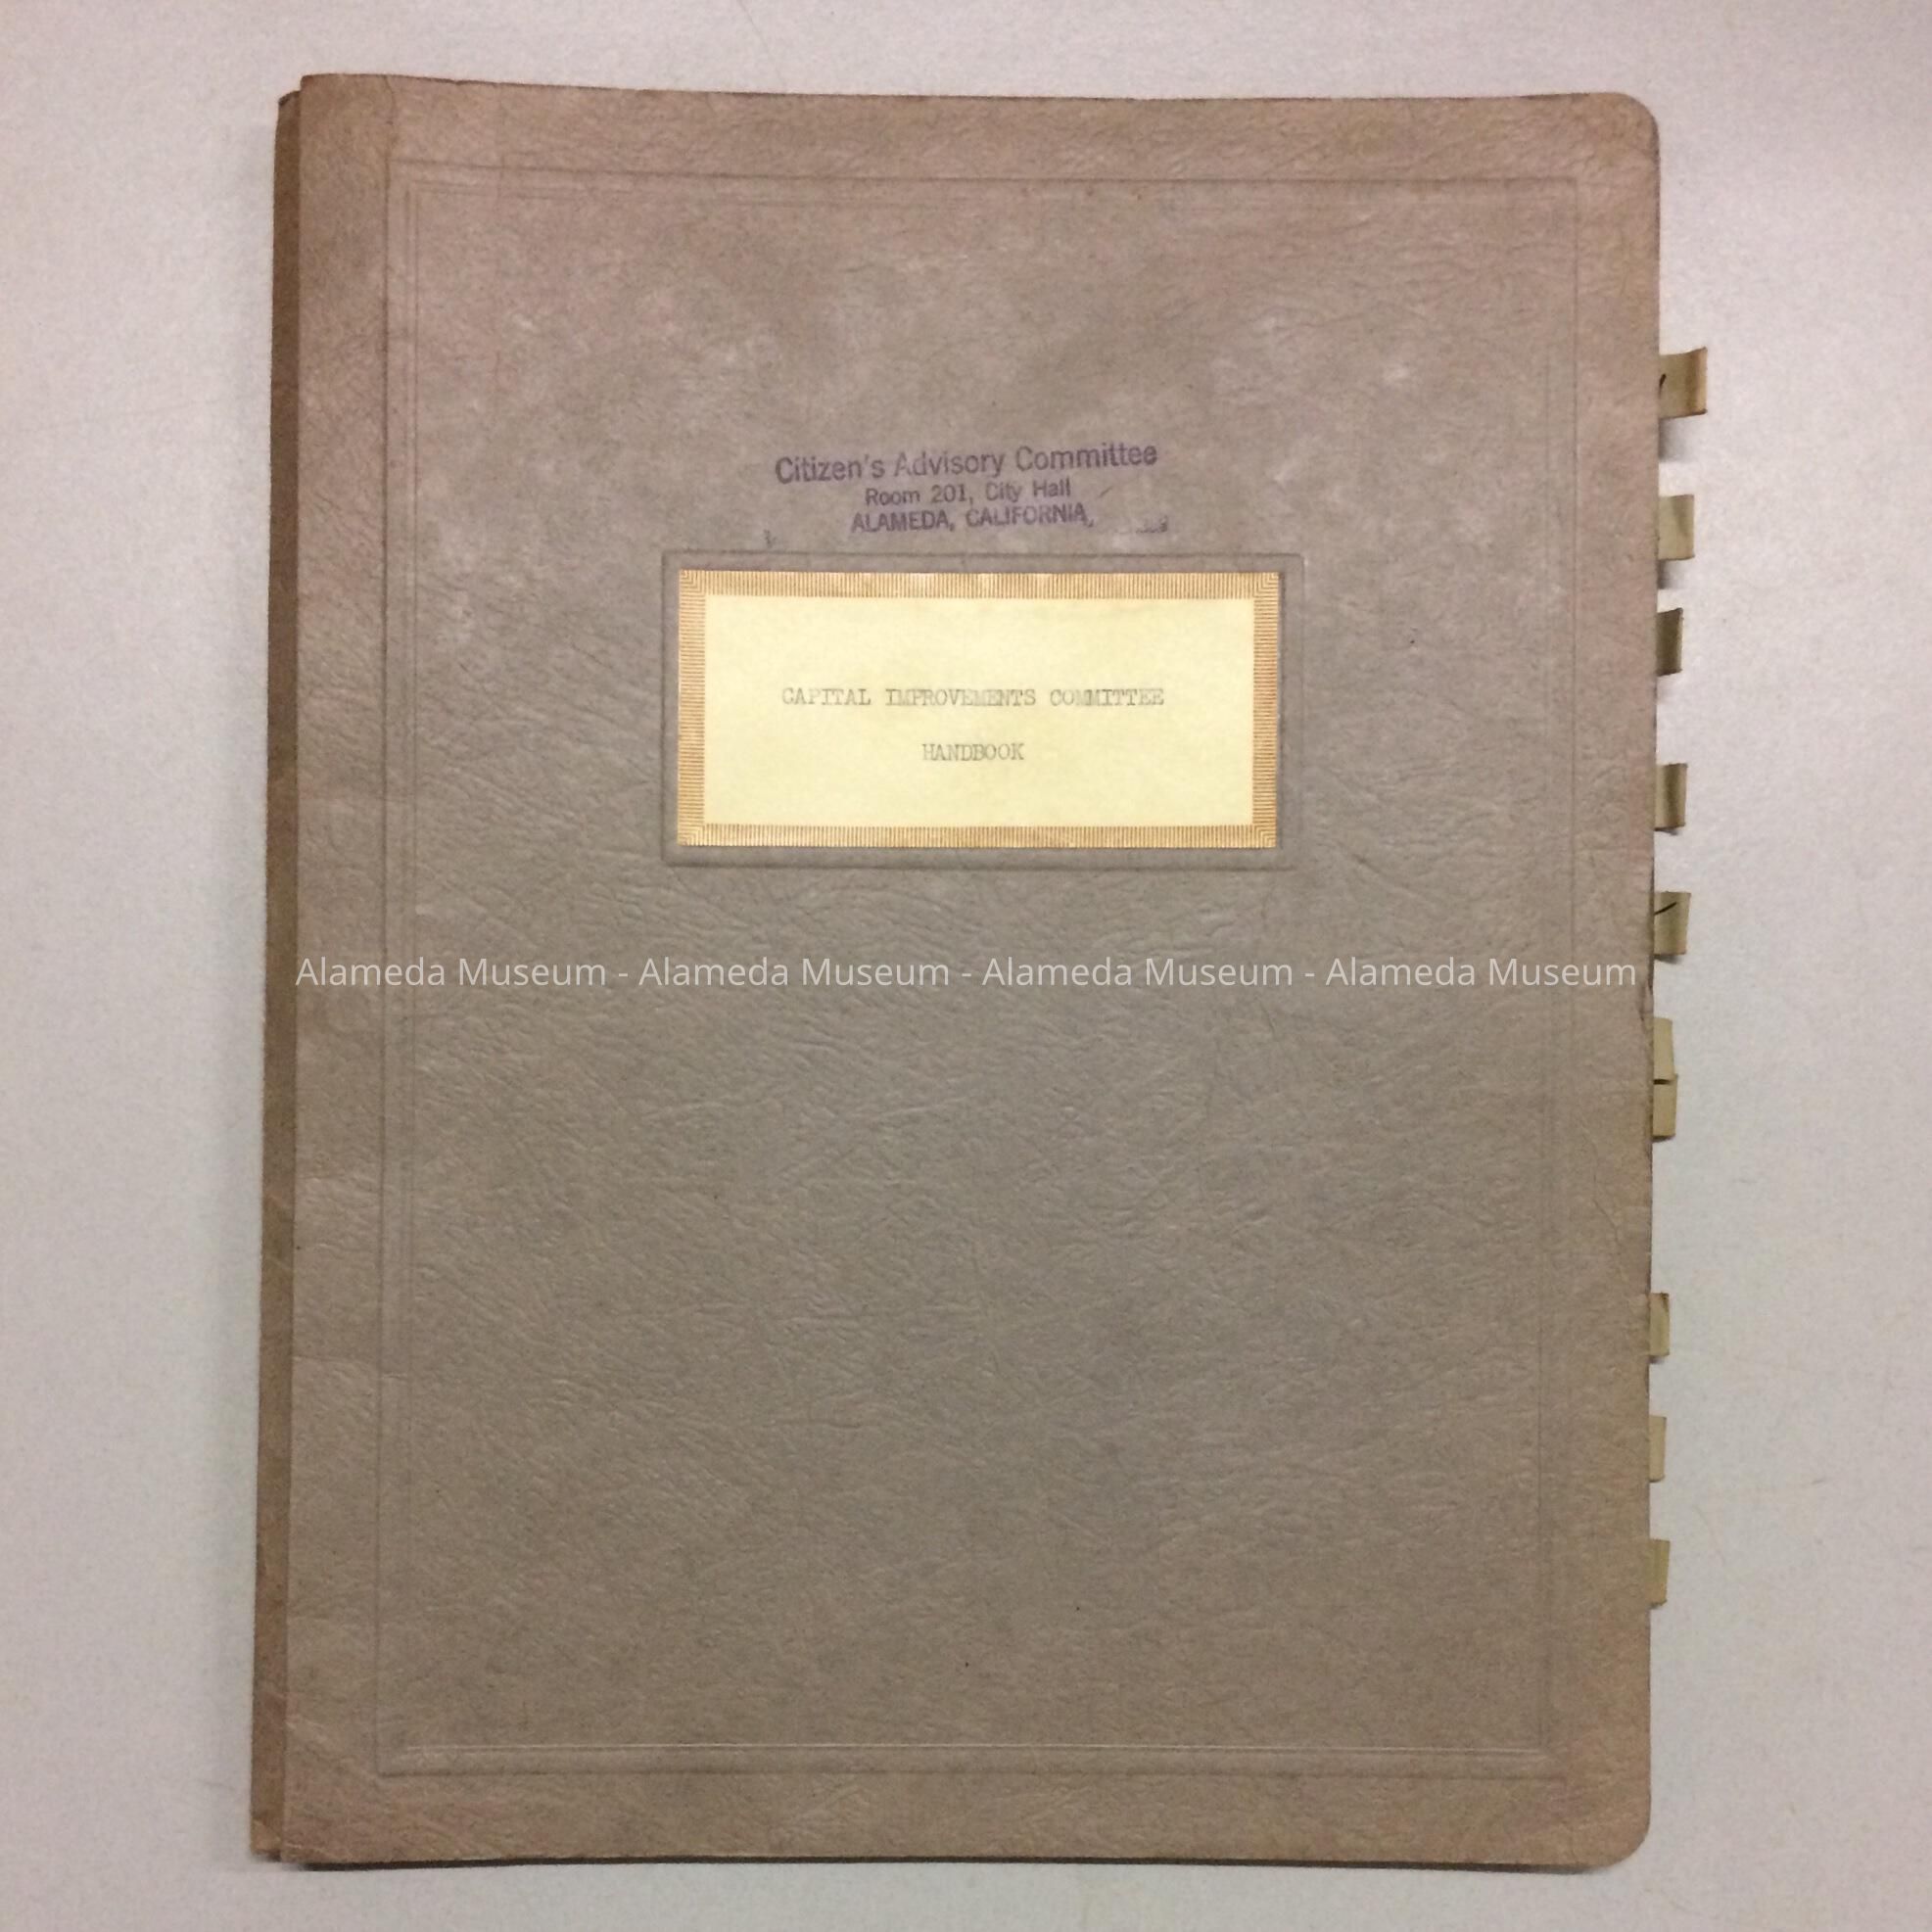 Citizen's Advisory Committee
Room 201, City Hall
ALAMEDA, CALIFORNIA,
CAPITAL IMPROVEMENTS COMMITTEE
HANDBOOK
Alameda Museum - Alameda Museum - Alameda Museum - Alameda Museum